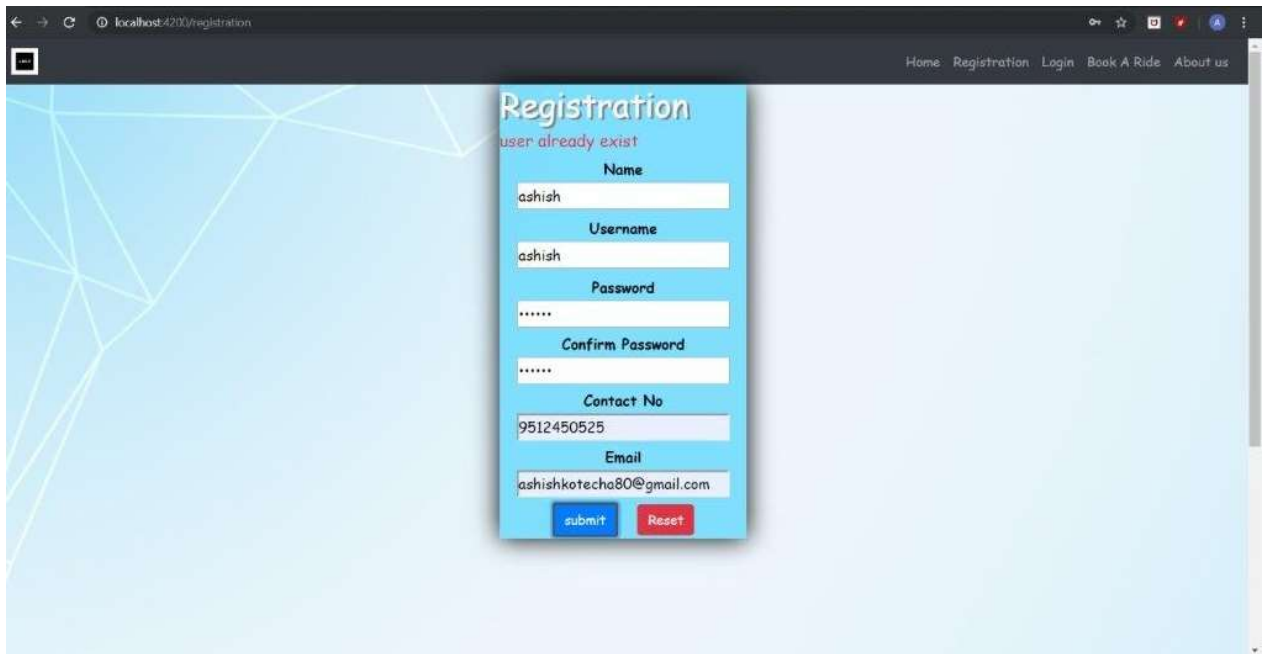 localhost:4200/registration
Home Registration Login Book A Ride About us
Registration
user already exist
Name
ashish
Username
ashish
Password
••••••
Confirm Password
••••••
Contact No
9512450525
Email
ashishkotecha80@gmail.com
submit Reset